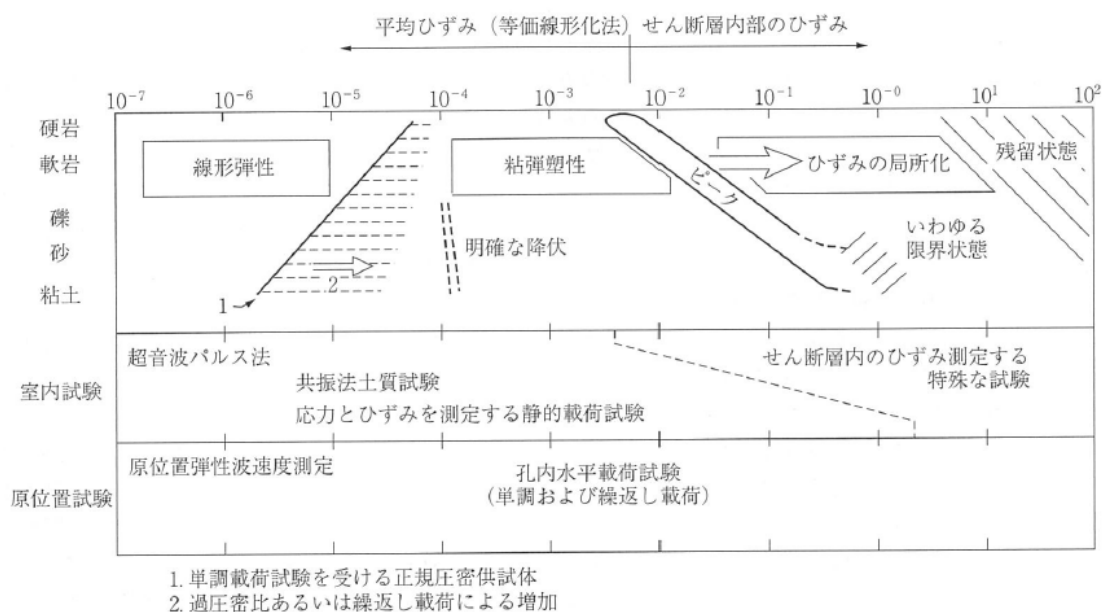 平均ひずみ（等価線形化法）せん断層内部のひずみ
10⁻⁷ 10⁻⁶ 10⁻⁵ 10⁻⁴ 10⁻³ 10⁻² 10⁻¹ 10⁻⁰ 10¹ 10²
硬岩
軟岩
礫
砂
粘土
線形弾性
粘弾塑性
ピーク
ひずみの局所化
残留状態
明確な降伏
いわゆる
限界状態
1
2
室内試験
超音波パルス法
共振法土質試験
応力とひずみを測定する静的載荷試験
せん断層内のひずみ測定する
特殊な試験
原位置試験
原位置弾性波速度測定
孔内水平載荷試験
(単調および繰返し載荷)
1. 単調載荷試験を受ける正規圧密供試体
2. 過圧密比あるいは繰返し載荷による増加